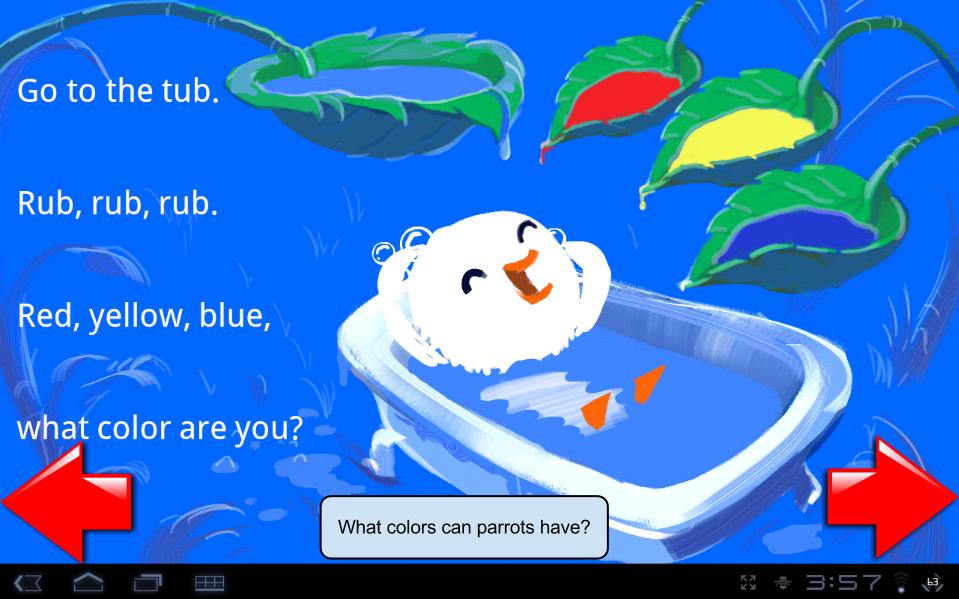 Go to the tub.
Rub, rub, rub.
Red, yellow, blue,
what color are you?
What colors can parrots have?
3:57
63